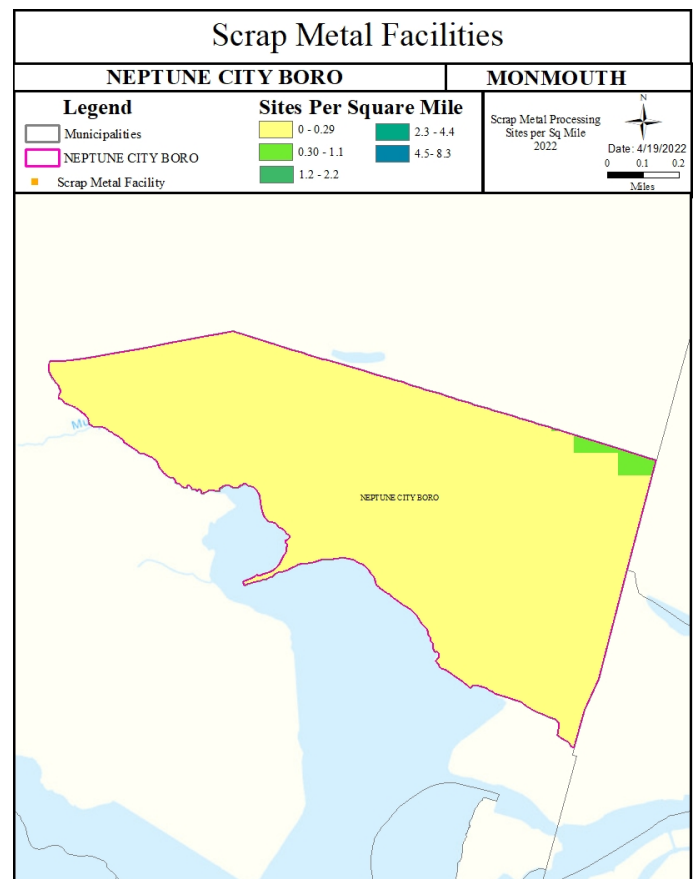 Scrap Metal Facilities
NEPTUNE CITY BORO
MONMOUTH
Legend
Municipalities
NEPTUNE CITY BORO
Scrap Metal Facility
Sites Per Square Mile
0 - 0.29
0.30 - 1.1
1.2 - 2.2
2.3 - 4.4
4.5- 8.3
Scrap Metal Processing
Sites per Sq Mile
2022
N
Date: 4/19/2022
0 0.1 0.2
Miles
NEPTUNE CITY BORO